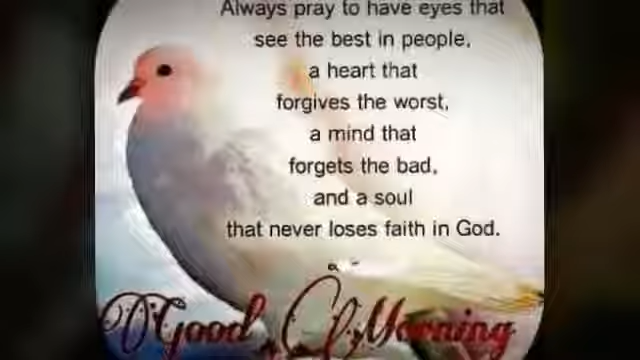 Always pray to have eyes that
see the best in people,
a heart that
forgives the worst,
a mind that
forgets the bad,
and a soul
that never loses faith in God.
Good Morning